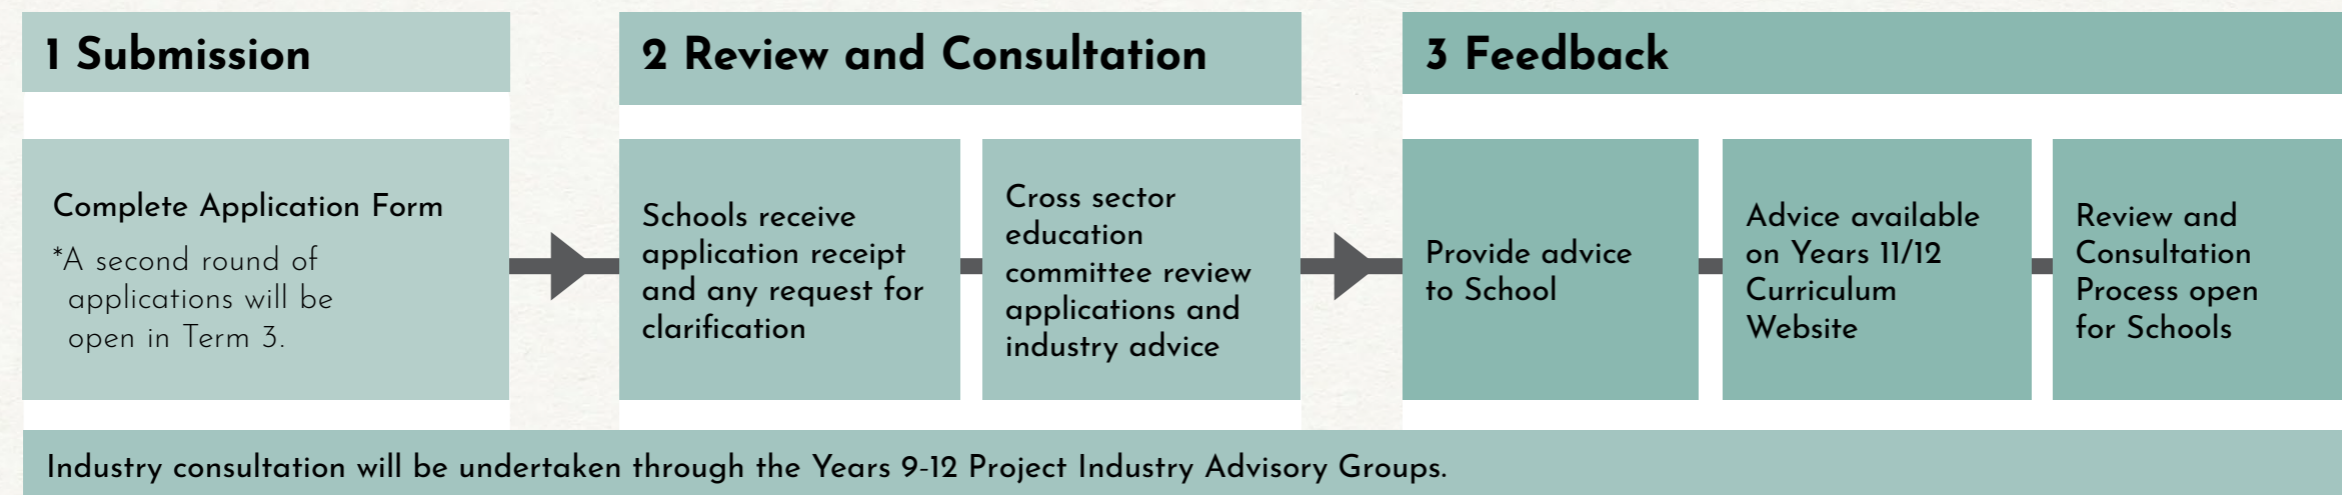 1 Submission
Complete Application Form
*A second round of
applications will be
open in Term 3.
2 Review and Consultation
Schools receive
application receipt
and any request for
clarification
Cross sector
education
committee review
applications and
industry advice
3 Feedback
Provide advice
to School
Advice available
on Years 11/12
Curriculum
Website
Review and
Consultation
Process open
for Schools
Industry consultation will be undertaken through the Years 9-12 Project Industry Advisory Groups.